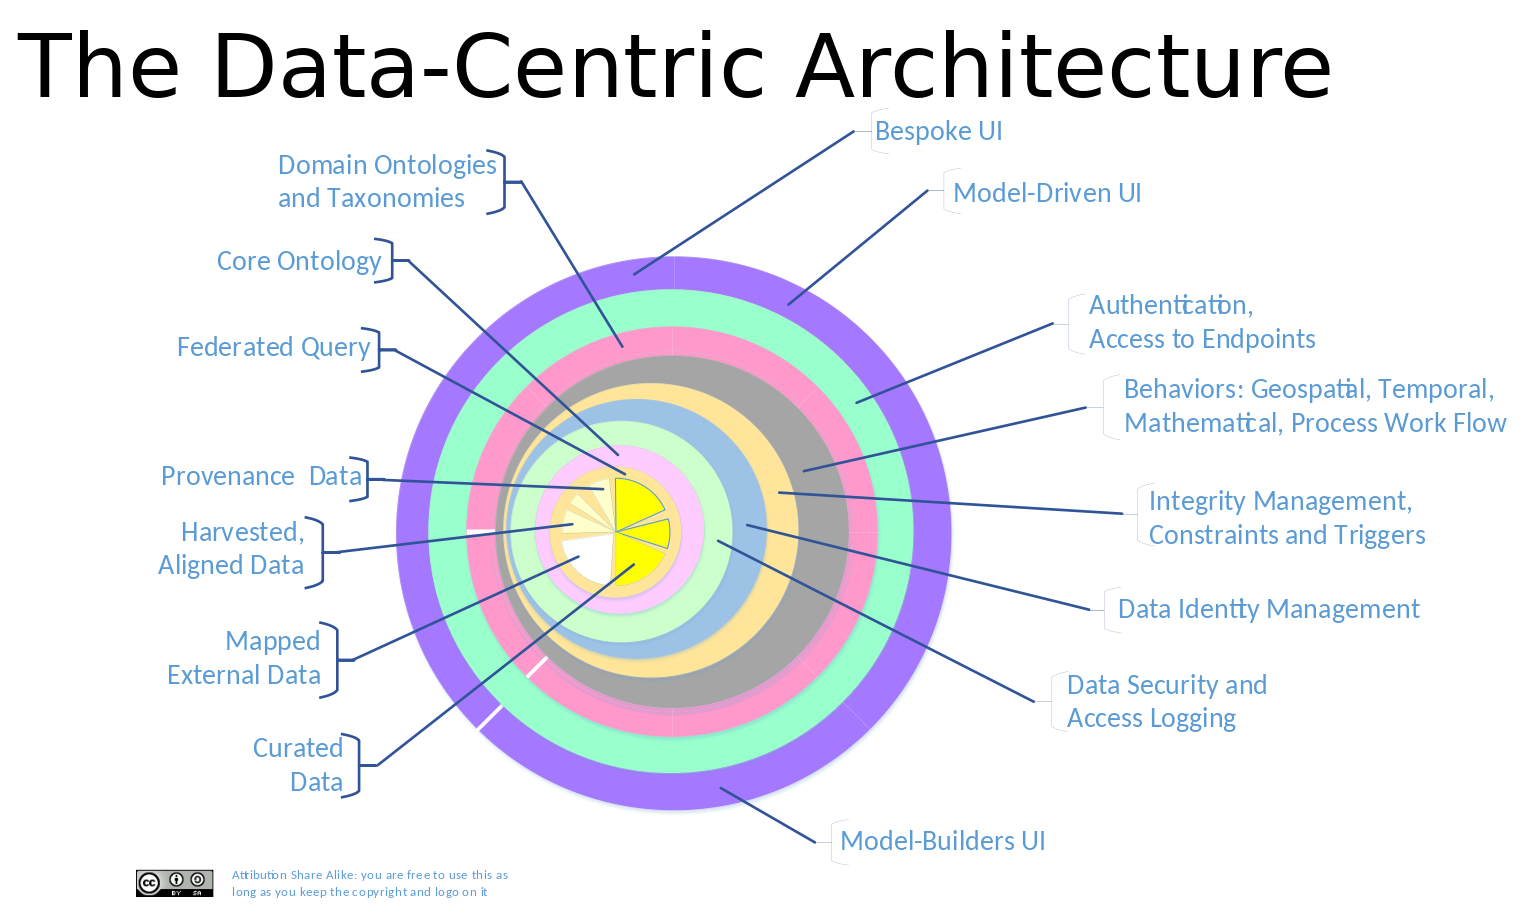 The Data-Centric Architecture
Bespoke UI
Domain Ontologies
and Taxonomies
Model-Driven UI
Core Ontology
Authentication,
Access to Endpoints
Federated Query
Behaviors: Geospatial, Temporal,
Mathematical, Process Work Flow
Provenance Data
Integrity Management,
Constraints and Triggers
Harvested,
Aligned Data
Data Identity Management
Mapped
External Data
Data Security and
Access Logging
Curated
Data
Model-Builders UI
cc BY SA
Attribution Share Alike: you are free to use this as
long as you keep the copyright and logo on it